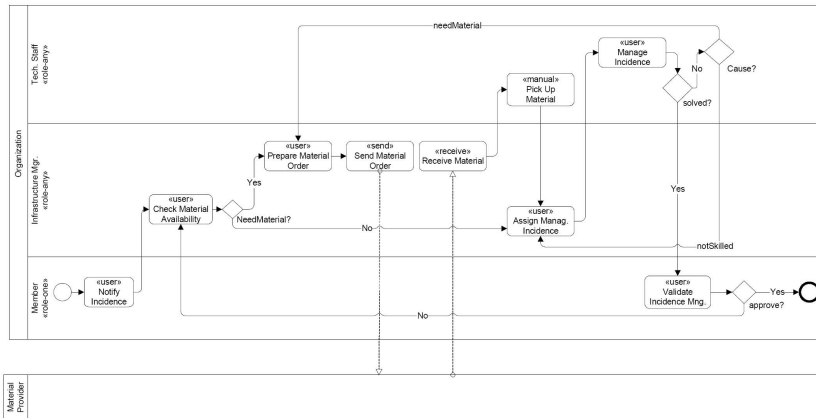 needMaterial
Organization
Tech. Staff
«role-any»
«user»
Manage
Incidence
No
Cause?
solved?
«manual»
Pick Up
Material
Infrastructure Mgr.
«role-any»
«user»
Prepare Material
Order
«send»
Send Material
Order
«receive»
Receive Material
Yes
«user»
Check Material
Availability
NeedMaterial?
No
«user»
Assign Manag.
Incidence
Yes
notSkilled
Member
«role-one»
«user»
Notify
Incidence
«user»
Validate
Incidence Mng.
Yes
approve?
No
Material
Provider